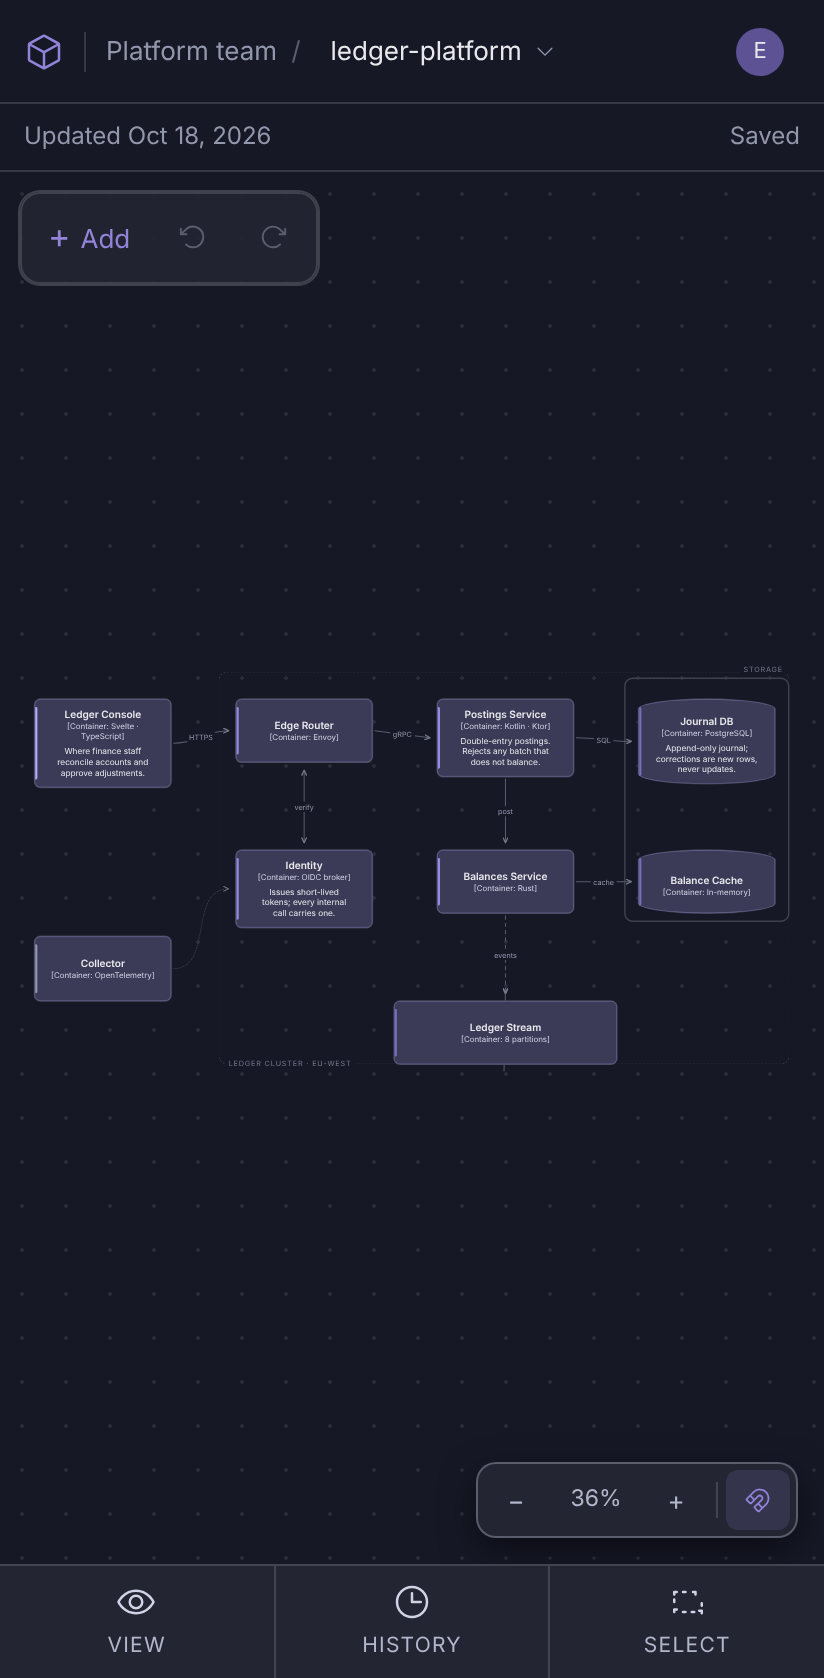 Platform team / ledger-platform
E
Updated Oct 18, 2026
Saved
+ Add
STORAGE
Ledger Console
[Container: Svelte ·
TypeScript]
Where finance staff
reconcile accounts and
approve adjustments.
HTTPS
Edge Router
[Container: Envoy]
gRPC
Postings Service
[Container: Kotlin · Ktor]
Double-entry postings.
Rejects any batch that
does not balance.
SQL
Journal DB
[Container: PostgreSQL]
Append-only journal;
corrections are new rows,
never updates.
verify
post
Identity
[Container: OIDC broker]
Issues short-lived
tokens; every internal
call carries one.
Balances Service
[Container: Rust]
cache
Balance Cache
[Container: In-memory]
Collector
[Container: OpenTelemetry]
events
Ledger Stream
[Container: 8 partitions]
LEDGER CLUSTER · EU-WEST
− 36% +
VIEW
HISTORY
SELECT